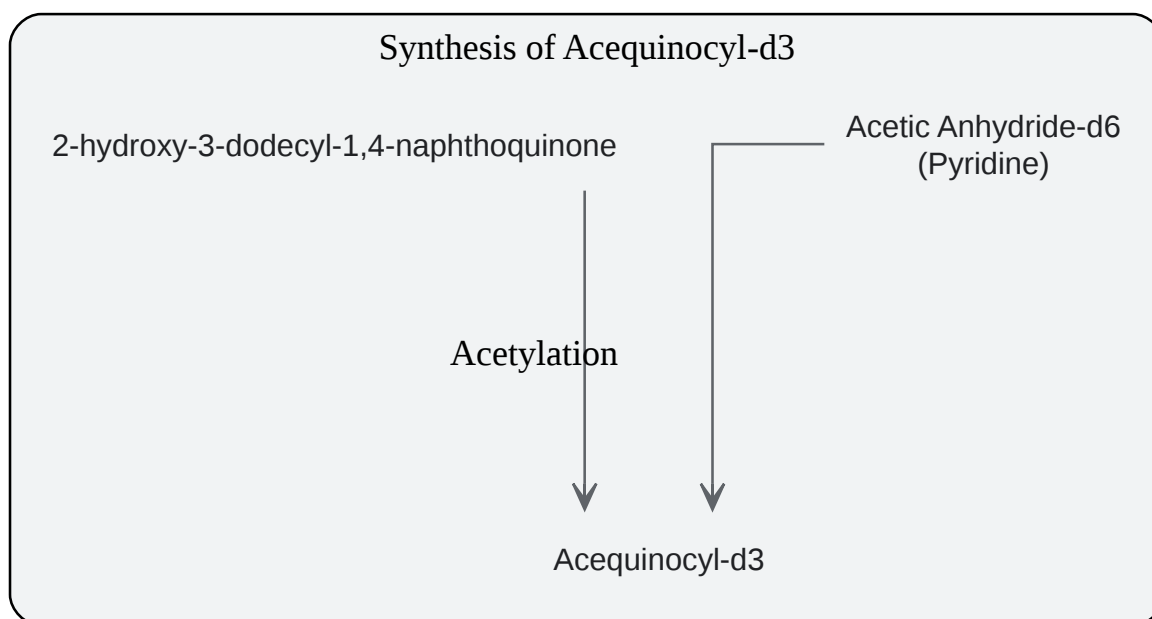 Synthesis of Acequinocyl-d3
2-hydroxy-3-dodecyl-1,4-naphthoquinone
Acetic Anhydride-d6
(Pyridine)
Acetylation
Acequinocyl-d3